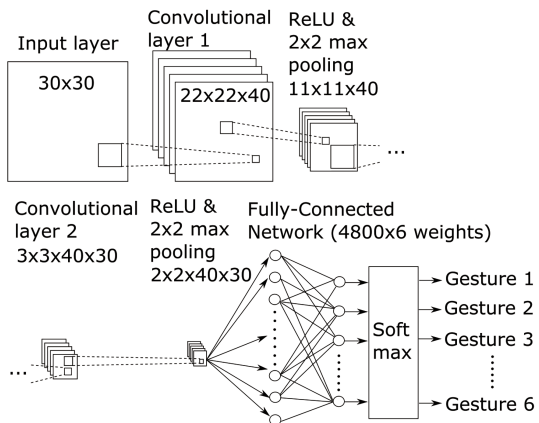 Input layer
30x30
Convolutional
layer 1
22x22x40
ReLU &
2x2 max
pooling
11x11x40
...
Convolutional
layer 2
3x3x40x30
ReLU &
2x2 max
pooling
2x2x40x30
Fully-Connected
Network (4800x6 weights)
...
Soft
max
Gesture 1
Gesture 2
Gesture 3
Gesture 6